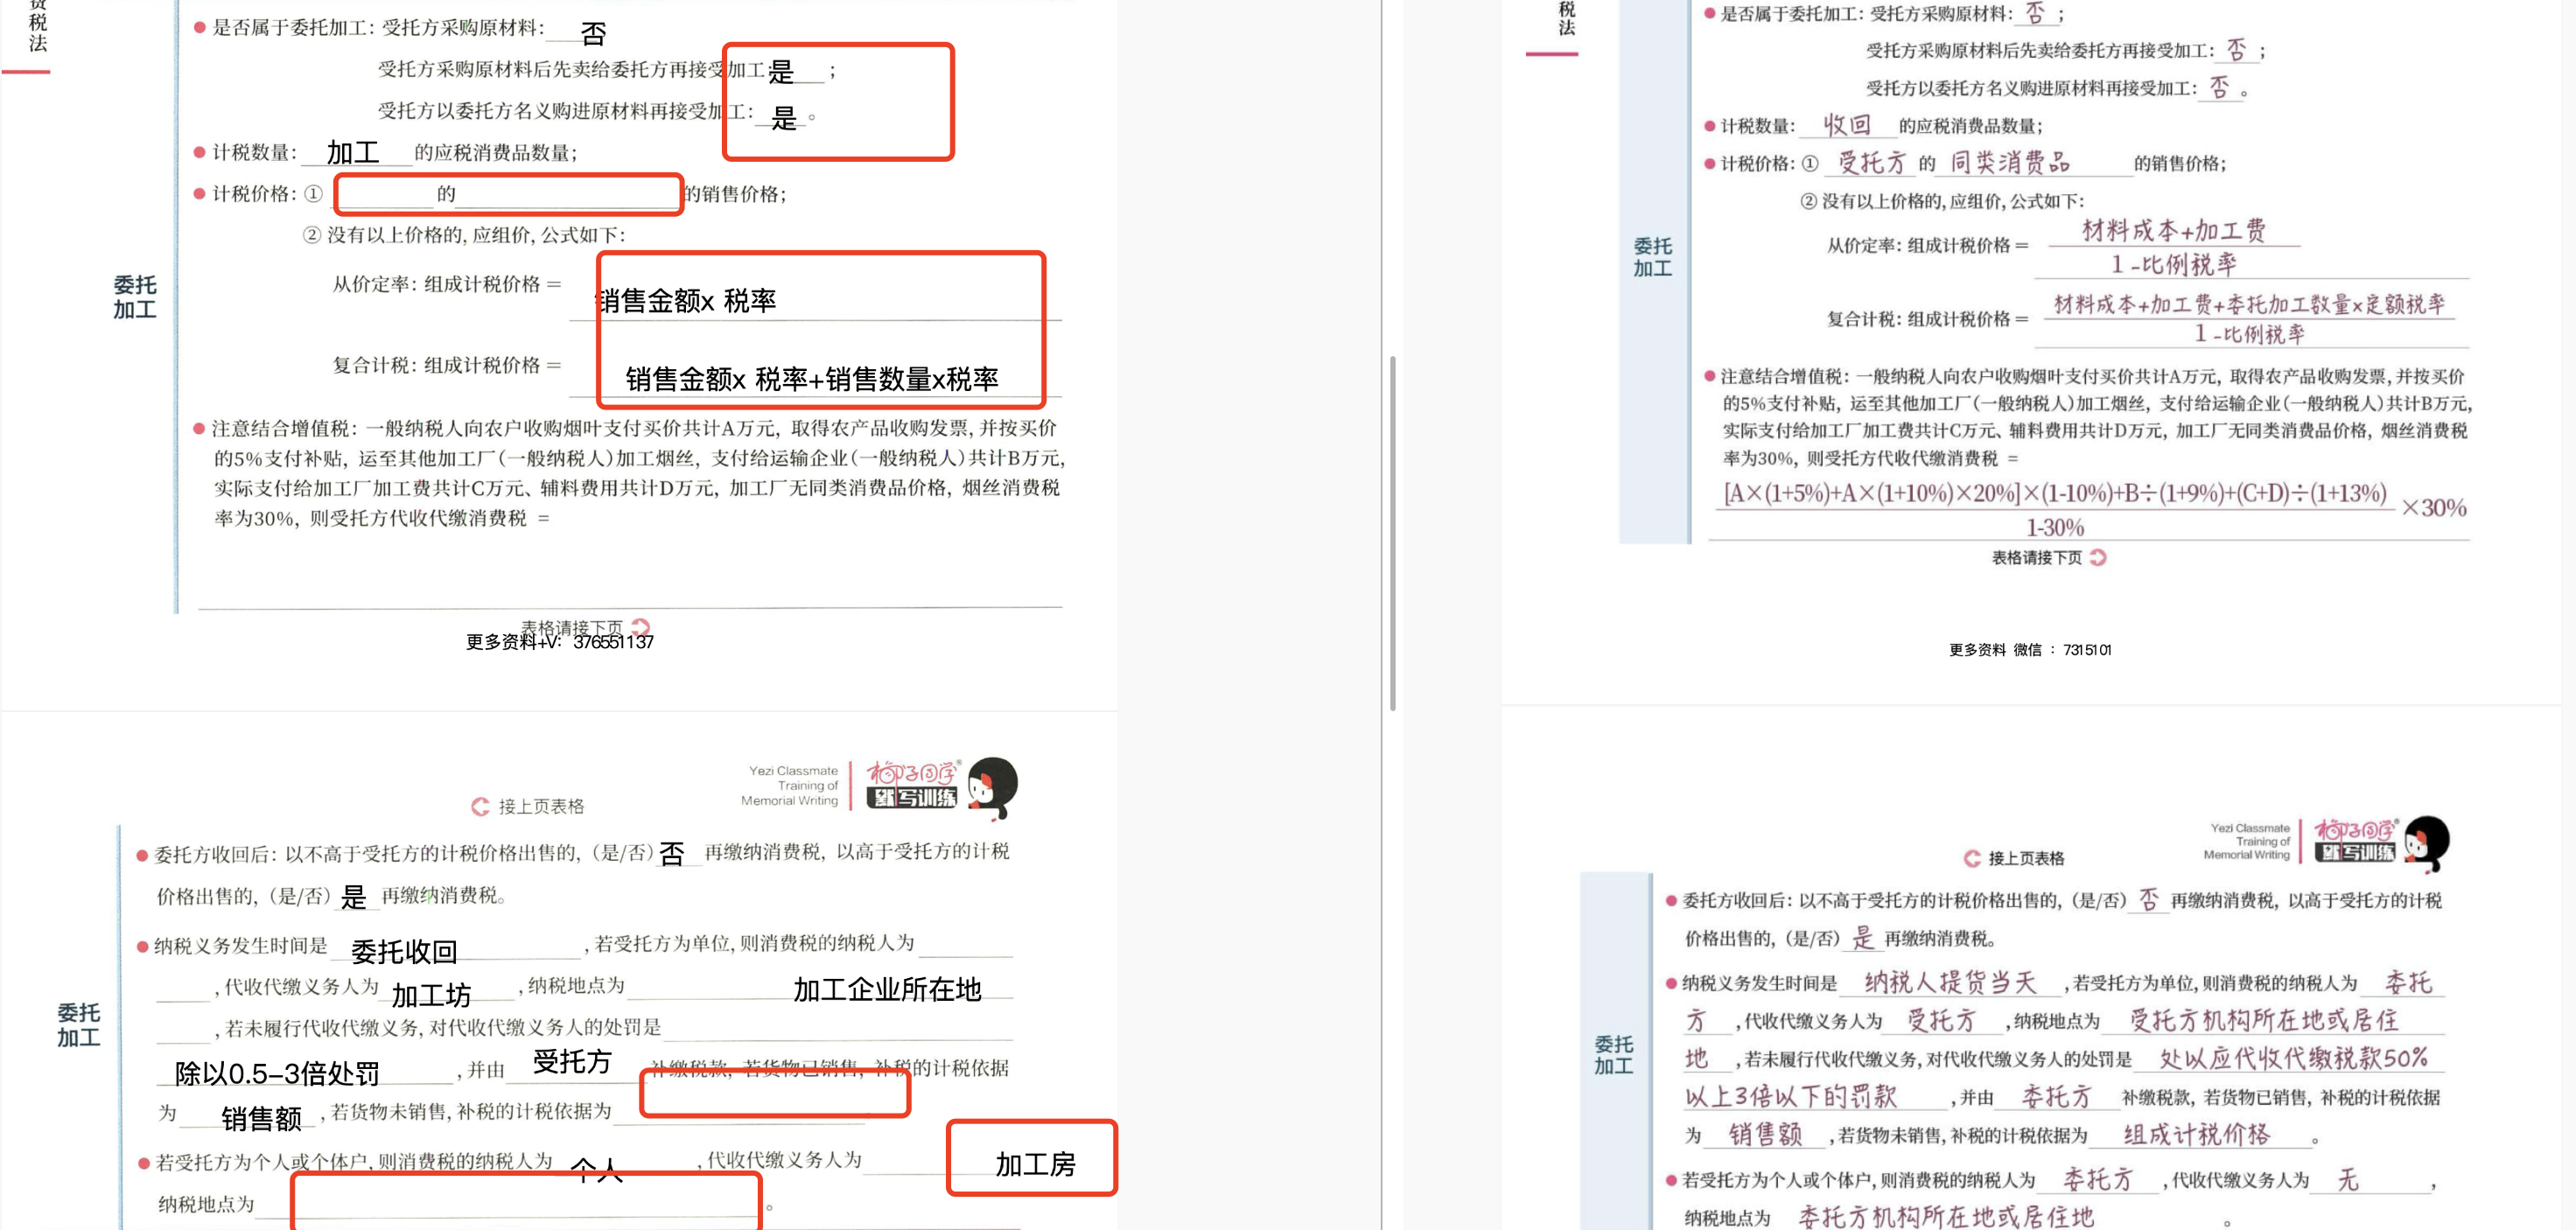 费税法
● 是否属于委托加工：受托方采购原材料：否
受托方采购原材料后先卖给委托方再接受加工：是；
受托方以委托方名义购进原材料再接受加工：是。
● 计税数量：加工的应税消费品数量；
● 计税价格：①____的____的销售价格；
② 没有以上价格的, 应组价, 公式如下：
从价定率：组成计税价格＝
销售金额x 税率
复合计税：组成计税价格＝
销售金额x 税率+销售数量x税率
委托
加工
● 注意结合增值税：一般纳税人向农户收购烟叶支付买价共计A万元, 取得农产品收购发票, 并按买价
的5%支付补贴, 运至其他加工厂(一般纳税人)加工烟丝, 支付给运输企业(一般纳税人)共计B万元,
实际支付给加工厂加工费共计C万元、辅料费用共计D万元, 加工厂无同类消费品价格, 烟丝消费税
率为30%, 则受托方代收代缴消费税 ＝
表格请接下页
更多资料+V：376551137
接上页表格
Yezi Classmate
Training of
Memorial Writing
椰子同学®
默写训练
● 委托方收回后：以不高于受托方的计税价格出售的,（是/否）否 再缴纳消费税, 以高于受托方的计税
价格出售的,（是/否）是 再缴纳消费税。
● 纳税义务发生时间是 委托收回 , 若受托方为单位, 则消费税的纳税人为
, 代收代缴义务人为 加工坊 , 纳税地点为 加工企业所在地
, 若未履行代收代缴义务, 对代收代缴义务人的处罚是
除以0.5-3倍处罚 , 并由 受托方 补缴税款, 若货物已销售, 补税的计税依据
为 销售额 , 若货物未销售, 补税的计税依据为
委托
加工
● 若受托方为个人或个体户, 则消费税的纳税人为 个人 , 代收代缴义务人为 加工房
纳税地点为 。
税法
● 是否属于委托加工：受托方采购原材料：否；
受托方采购原材料后先卖给委托方再接受加工：否；
受托方以委托方名义购进原材料再接受加工：否。
● 计税数量：收回 的应税消费品数量；
● 计税价格：① 受托方 的 同类消费品 的销售价格；
② 没有以上价格的, 应组价, 公式如下：
从价定率：组成计税价格＝
材料成本+加工费
1-比例税率
复合计税：组成计税价格＝
材料成本+加工费+委托加工数量×定额税率
1-比例税率
委托
加工
● 注意结合增值税：一般纳税人向农户收购烟叶支付买价共计A万元, 取得农产品收购发票, 并按买价
的5%支付补贴, 运至其他加工厂(一般纳税人)加工烟丝, 支付给运输企业(一般纳税人)共计B万元,
实际支付给加工厂加工费共计C万元、辅料费用共计D万元, 加工厂无同类消费品价格, 烟丝消费税
率为30%, 则受托方代收代缴消费税 ＝
[A×(1+5%)+A×(1+10%)×20%]×(1-10%)+B÷(1+9%)+(C+D)÷(1+13%)
1-30%
×30%
表格请接下页
更多资料 微信 ：7315101
接上页表格
Yezi Classmate
Training of
Memorial Writing
椰子同学®
默写训练
● 委托方收回后：以不高于受托方的计税价格出售的,（是/否）否 再缴纳消费税, 以高于受托方的计税
价格出售的,（是/否）是 再缴纳消费税。
● 纳税义务发生时间是 纳税人提货当天 , 若受托方为单位, 则消费税的纳税人为 委托
方 , 代收代缴义务人为 受托方 , 纳税地点为 受托方机构所在地或居住
地 , 若未履行代收代缴义务, 对代收代缴义务人的处罚是 处以应代收代缴税款50%
以上3倍以下的罚款 , 并由 委托方 补缴税款, 若货物已销售, 补税的计税依据
为 销售额 , 若货物未销售, 补税的计税依据为 组成计税价格 。
委托
加工
● 若受托方为个人或个体户, 则消费税的纳税人为 委托方 , 代收代缴义务人为 无 ,
纳税地点为 委托方机构所在地或居住地 。